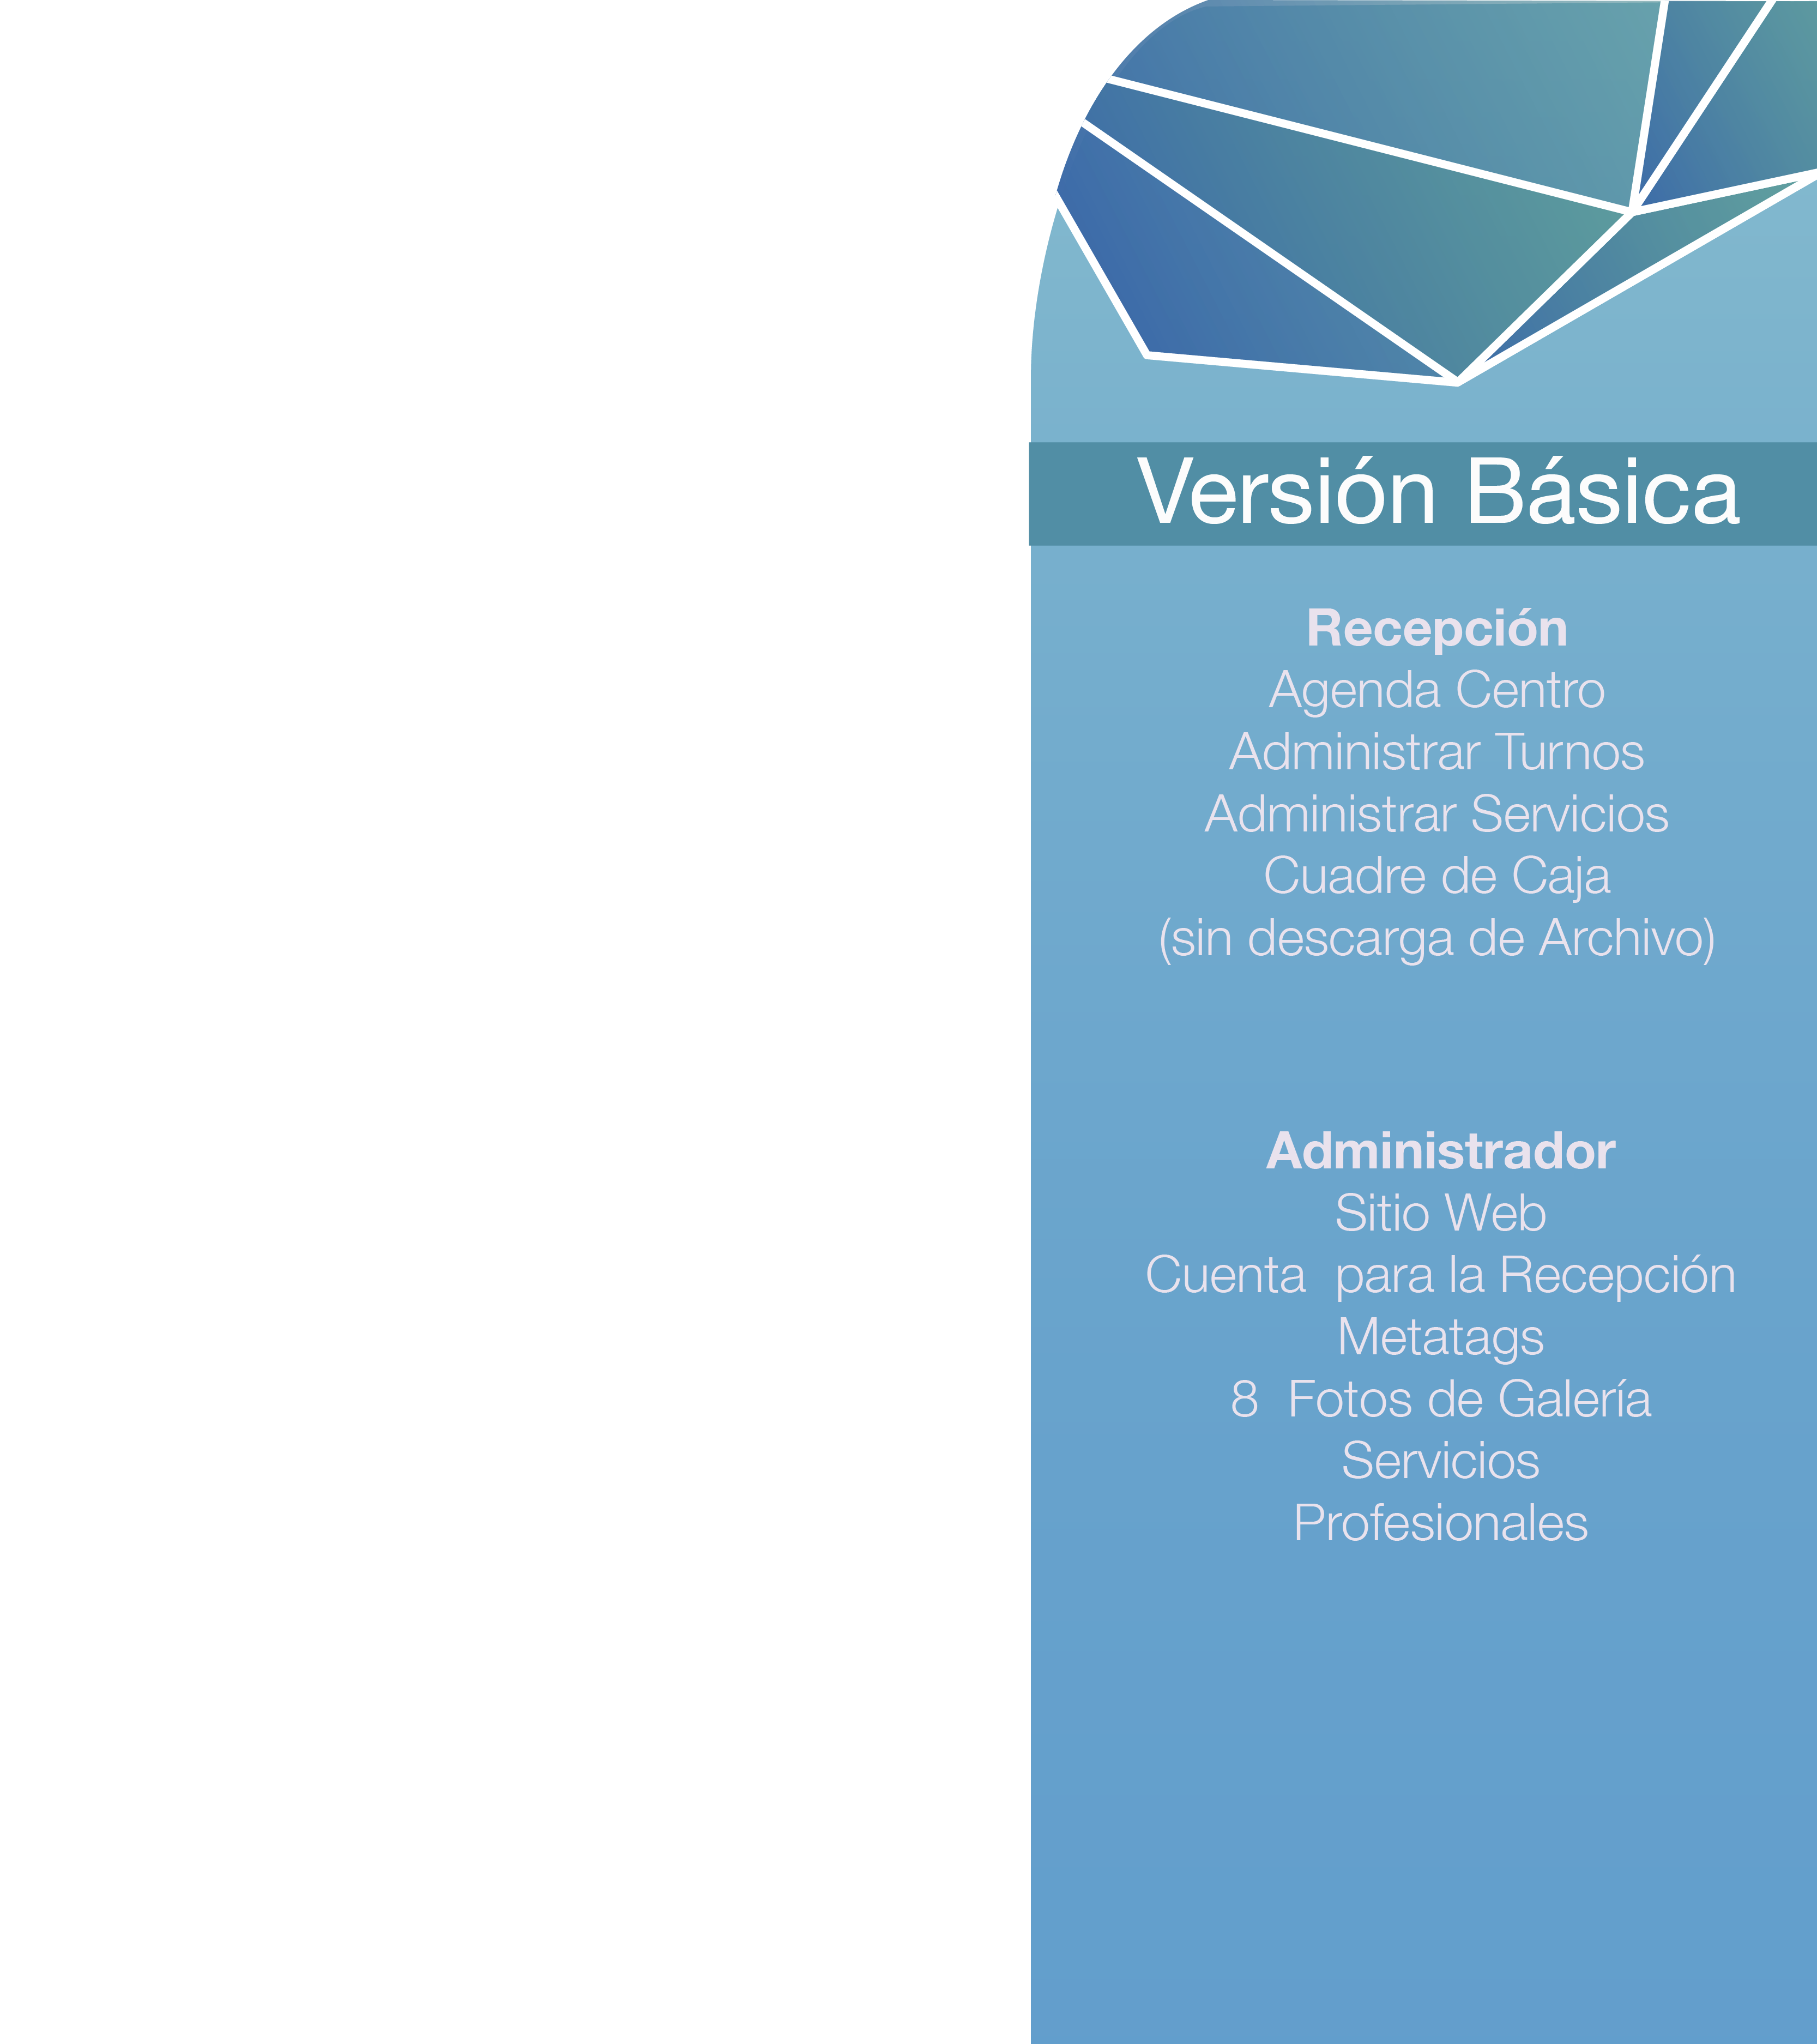 Versión Básica
Recepción
Agenda Centro
Administrar Turnos
Administrar Servicios
Cuadre de Caja
(sin descarga de Archivo)
Administrador
Sitio Web
Cuenta  para la Recepción
Metatags
8  Fotos de Galería
Servicios
Profesionales